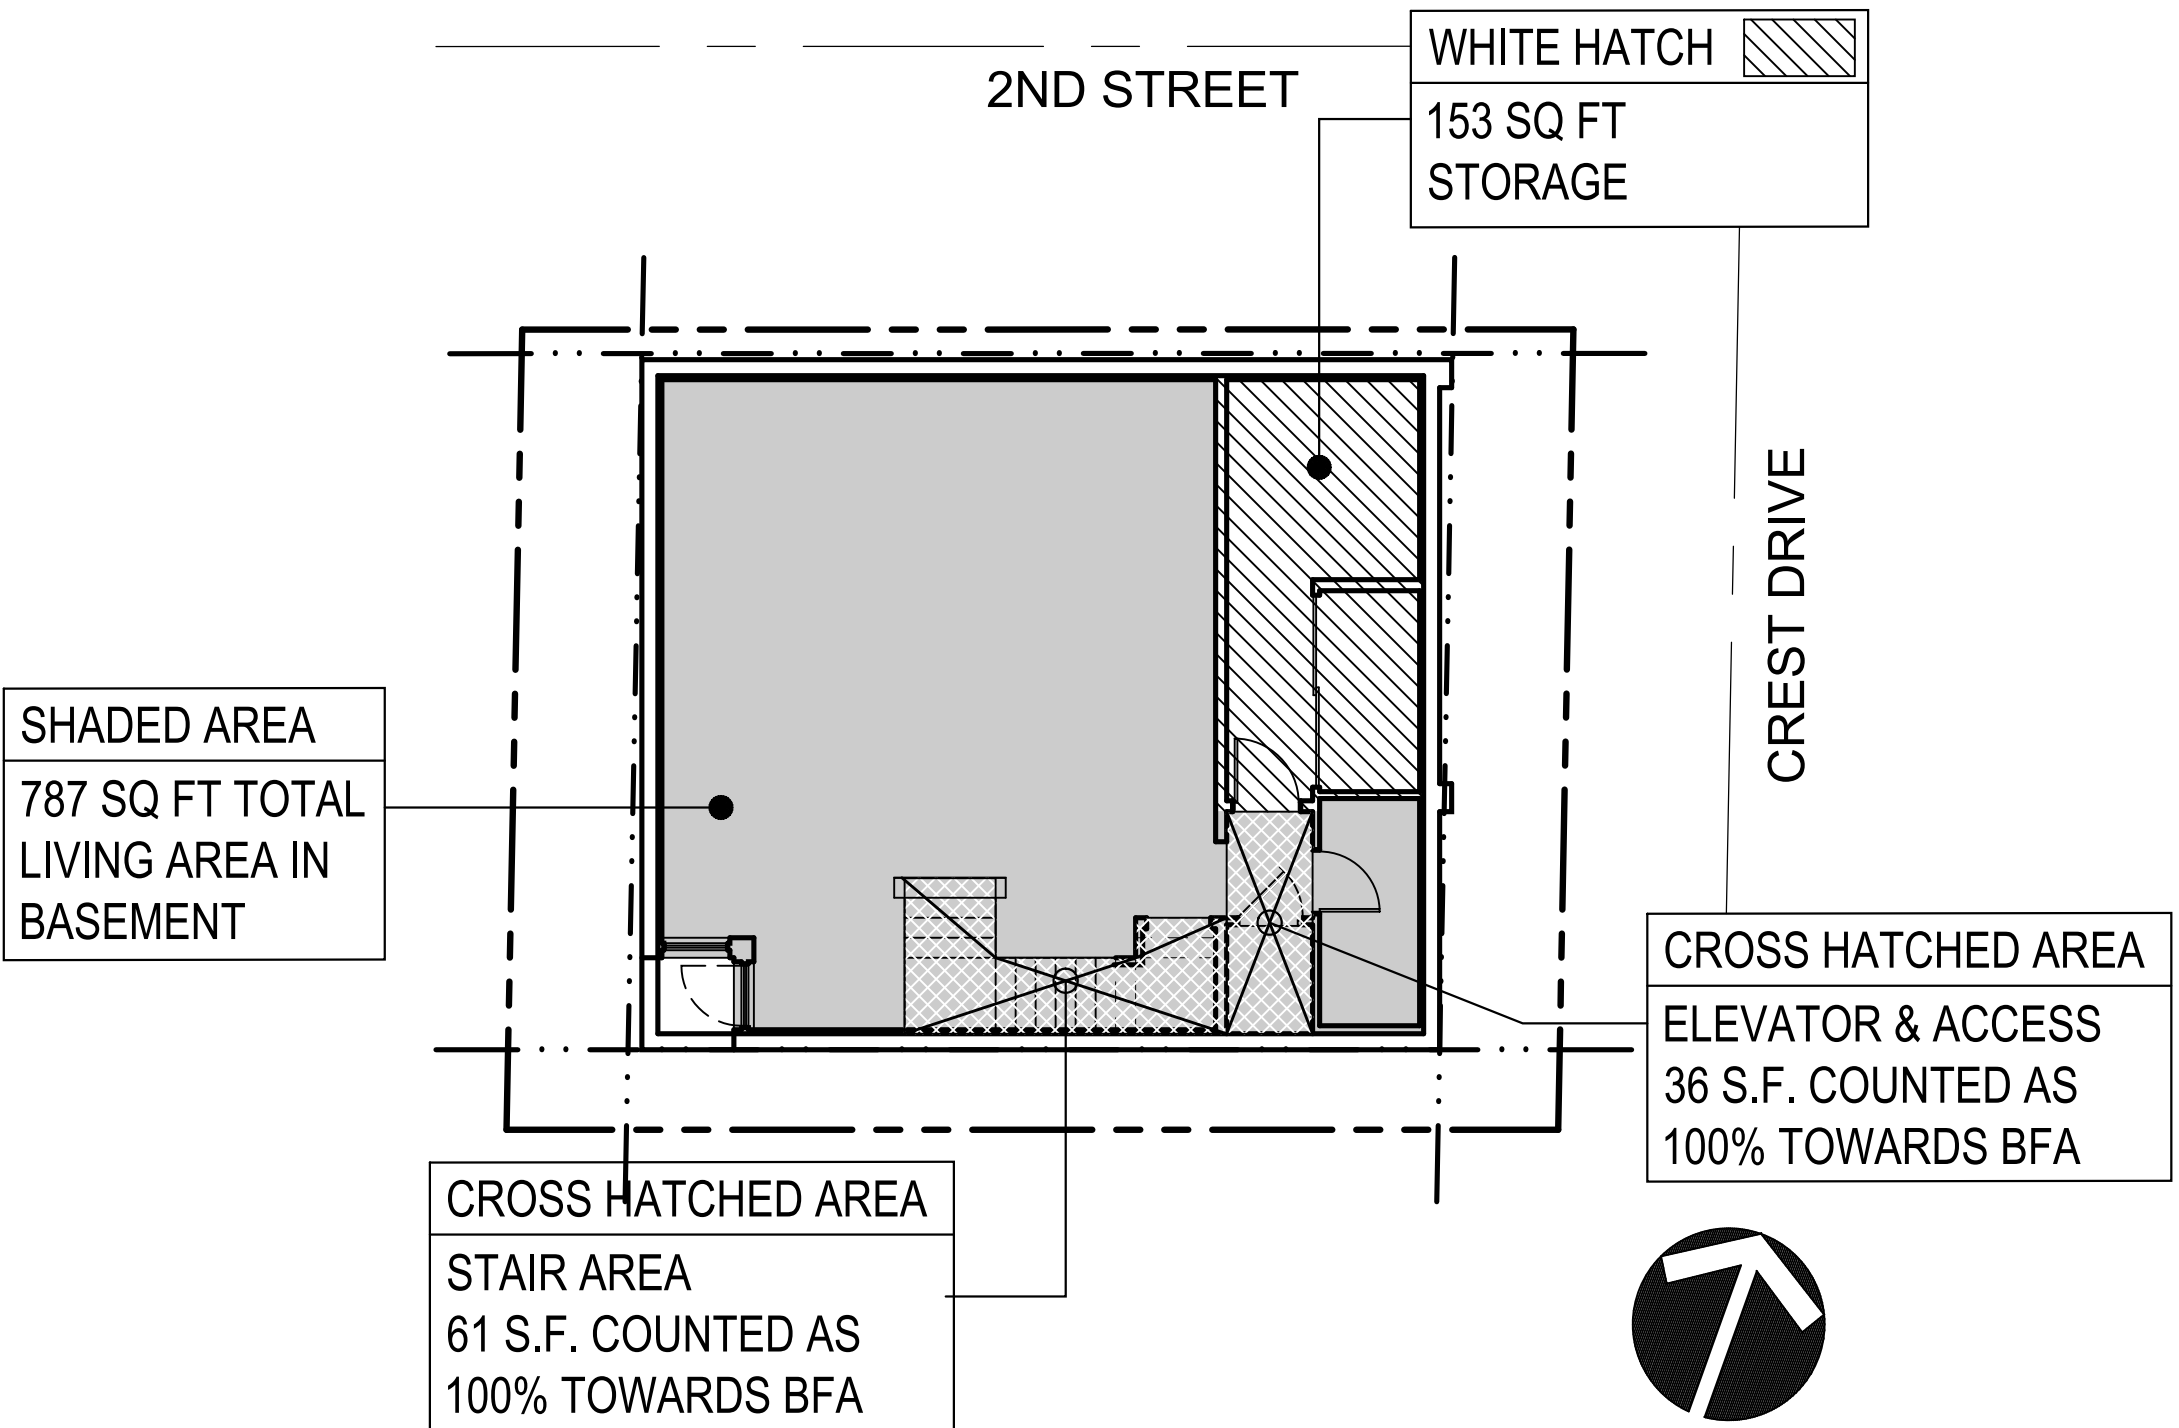 2ND STREET
WHITE HATCH
153 SQ FT
STORAGE
CREST DRIVE
SHADED AREA
787 SQ FT TOTAL
LIVING AREA IN
BASEMENT
CROSS HATCHED AREA
ELEVATOR & ACCESS
36 S.F. COUNTED AS
100% TOWARDS BFA
CROSS HATCHED AREA
STAIR AREA
61 S.F. COUNTED AS
100% TOWARDS BFA